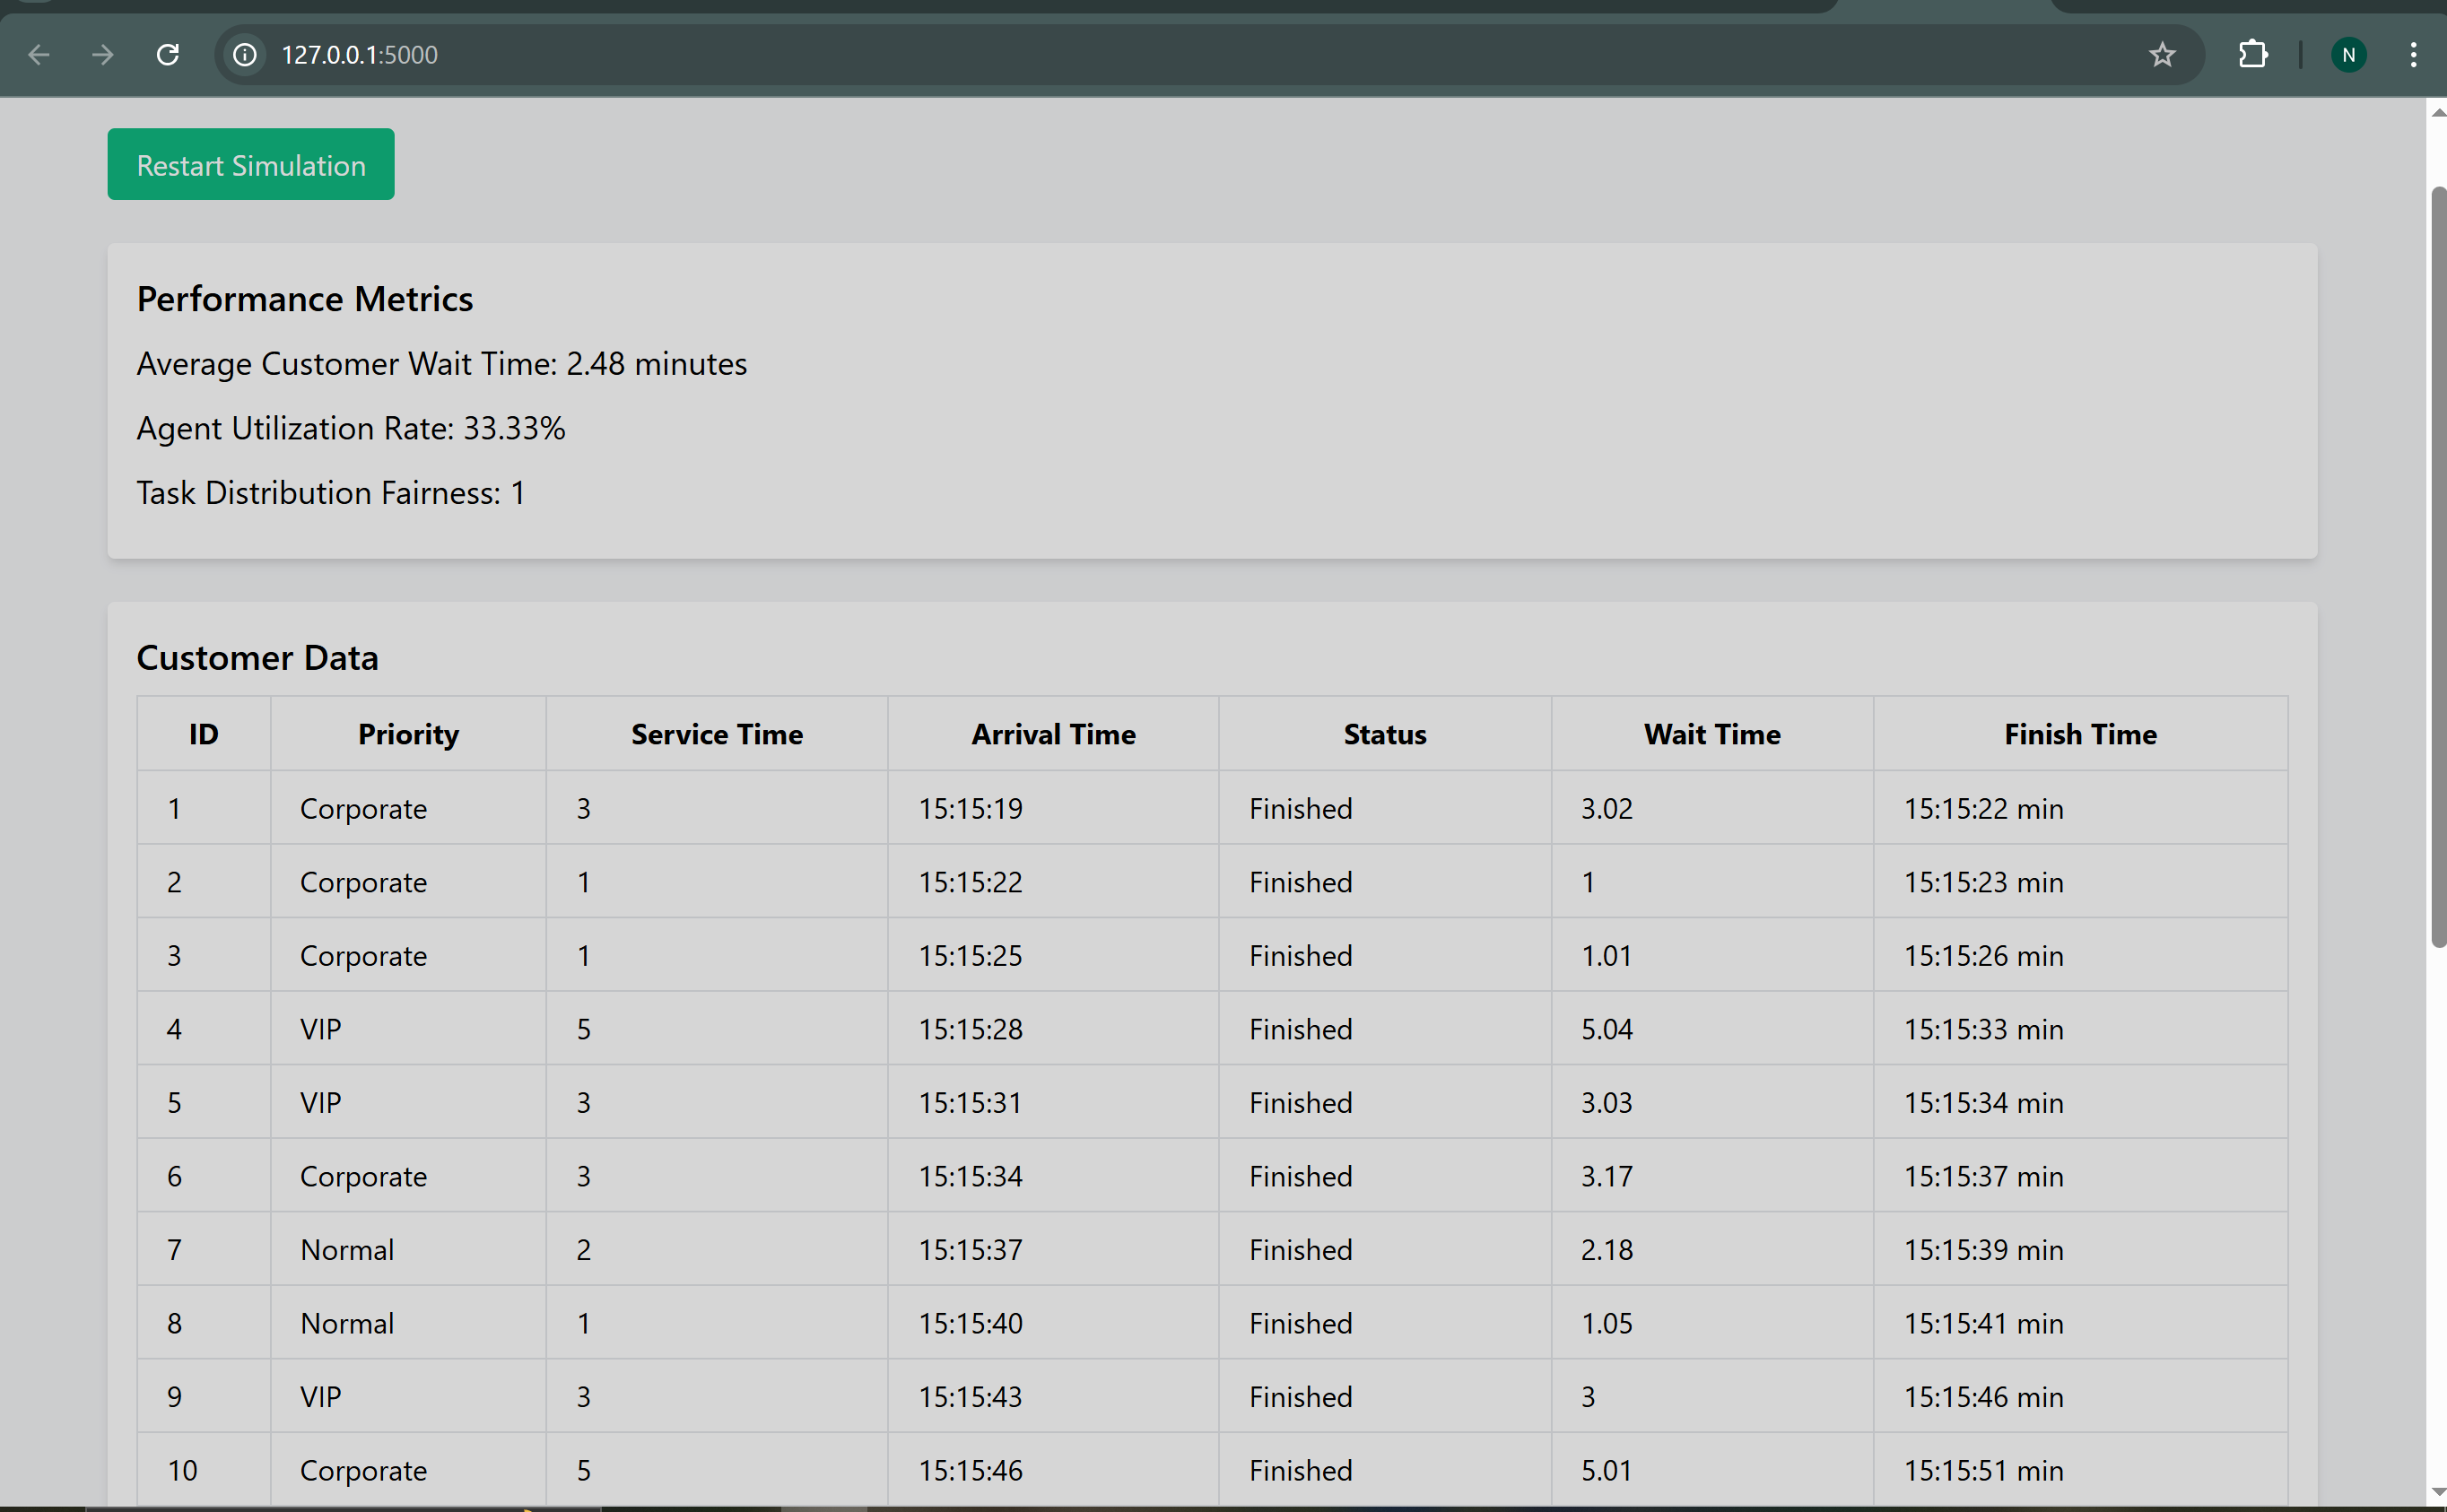 127.0.0.1:5000
N
Restart Simulation
Performance Metrics
Average Customer Wait Time: 2.48 minutes
Agent Utilization Rate: 33.33%
Task Distribution Fairness: 1
Customer Data
ID Priority Service Time Arrival Time Status Wait Time Finish Time
1 Corporate 3 15:15:19 Finished 3.02 15:15:22 min
2 Corporate 1 15:15:22 Finished 1 15:15:23 min
3 Corporate 1 15:15:25 Finished 1.01 15:15:26 min
4 VIP 5 15:15:28 Finished 5.04 15:15:33 min
5 VIP 3 15:15:31 Finished 3.03 15:15:34 min
6 Corporate 3 15:15:34 Finished 3.17 15:15:37 min
7 Normal 2 15:15:37 Finished 2.18 15:15:39 min
8 Normal 1 15:15:40 Finished 1.05 15:15:41 min
9 VIP 3 15:15:43 Finished 3 15:15:46 min
10 Corporate 5 15:15:46 Finished 5.01 15:15:51 min